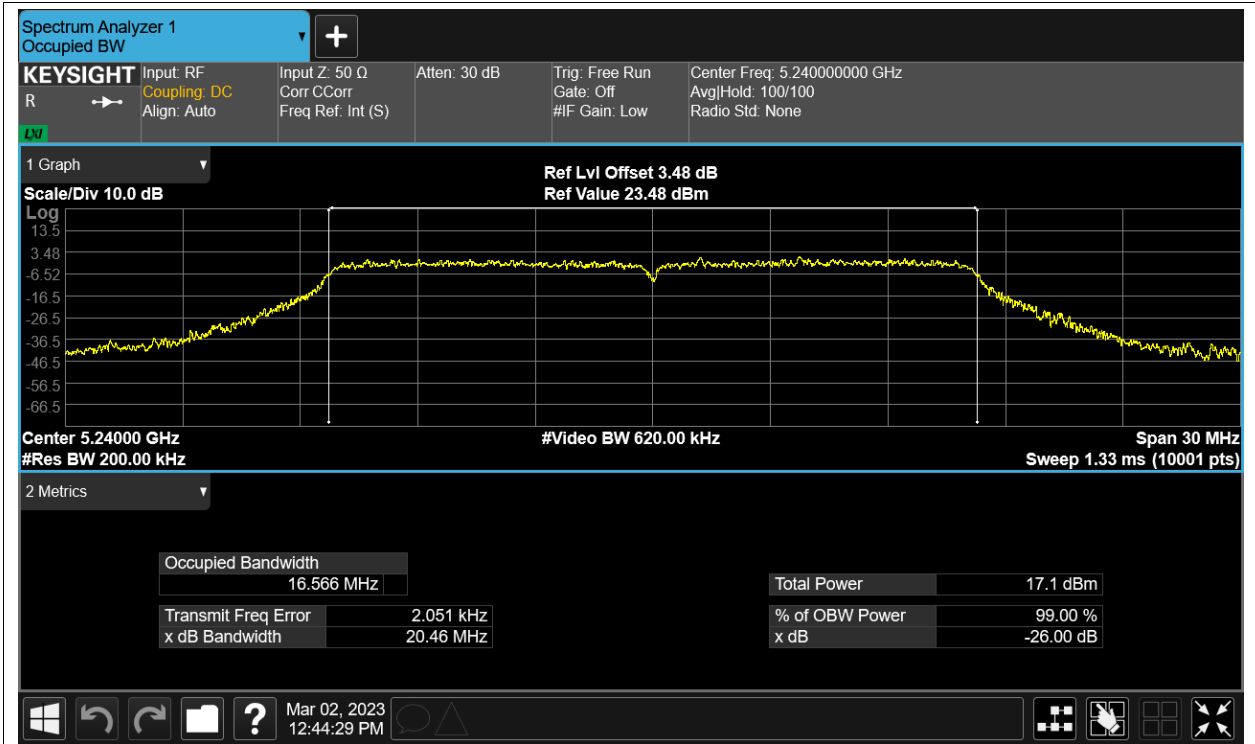 Spectrum Analyzer 1
Occupied BW
KEYSIGHT
R
LXI
Input: RF
Coupling: DC
Align: Auto
Input Z: 50 Ω
Corr CCorr
Freq Ref: Int (S)
Atten: 30 dB
Trig: Free Run
Gate: Off
#IF Gain: Low
Center Freq: 5.240000000 GHz
Avg|Hold: 100/100
Radio Std: None
1 Graph
Scale/Div 10.0 dB
Ref Lvl Offset 3.48 dB
Ref Value 23.48 dBm
Log
13.5
3.48
-6.52
-16.5
-26.5
-36.5
-46.5
-56.5
-66.5
Center 5.24000 GHz
#Res BW 200.00 kHz
#Video BW 620.00 kHz
Span 30 MHz
Sweep 1.33 ms (10001 pts)
2 Metrics
Occupied Bandwidth
16.566 MHz
Transmit Freq Error 2.051 kHz
x dB Bandwidth 20.46 MHz
Total Power 17.1 dBm
% of OBW Power 99.00 %
x dB -26.00 dB
?
Mar 02, 2023
12:44:29 PM